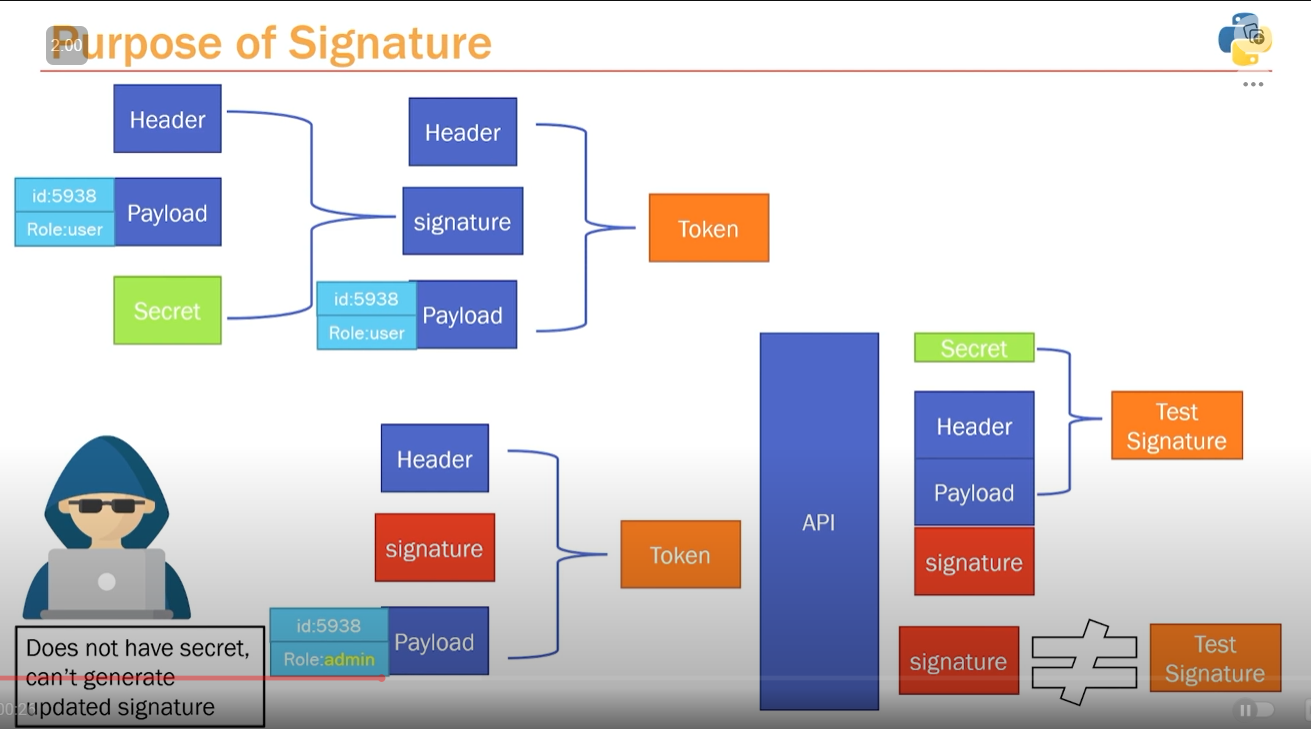 Purpose of Signature
2.00
Header
id:5938
Role:user
Payload
Secret
Header
signature
id:5938
Role:user
Payload
Token
Header
signature
id:5938
Role:admin
Payload
Token
Does not have secret,
can't generate
updated signature
API
Secret
Header
Payload
signature
Test
Signature
signature
Test
Signature